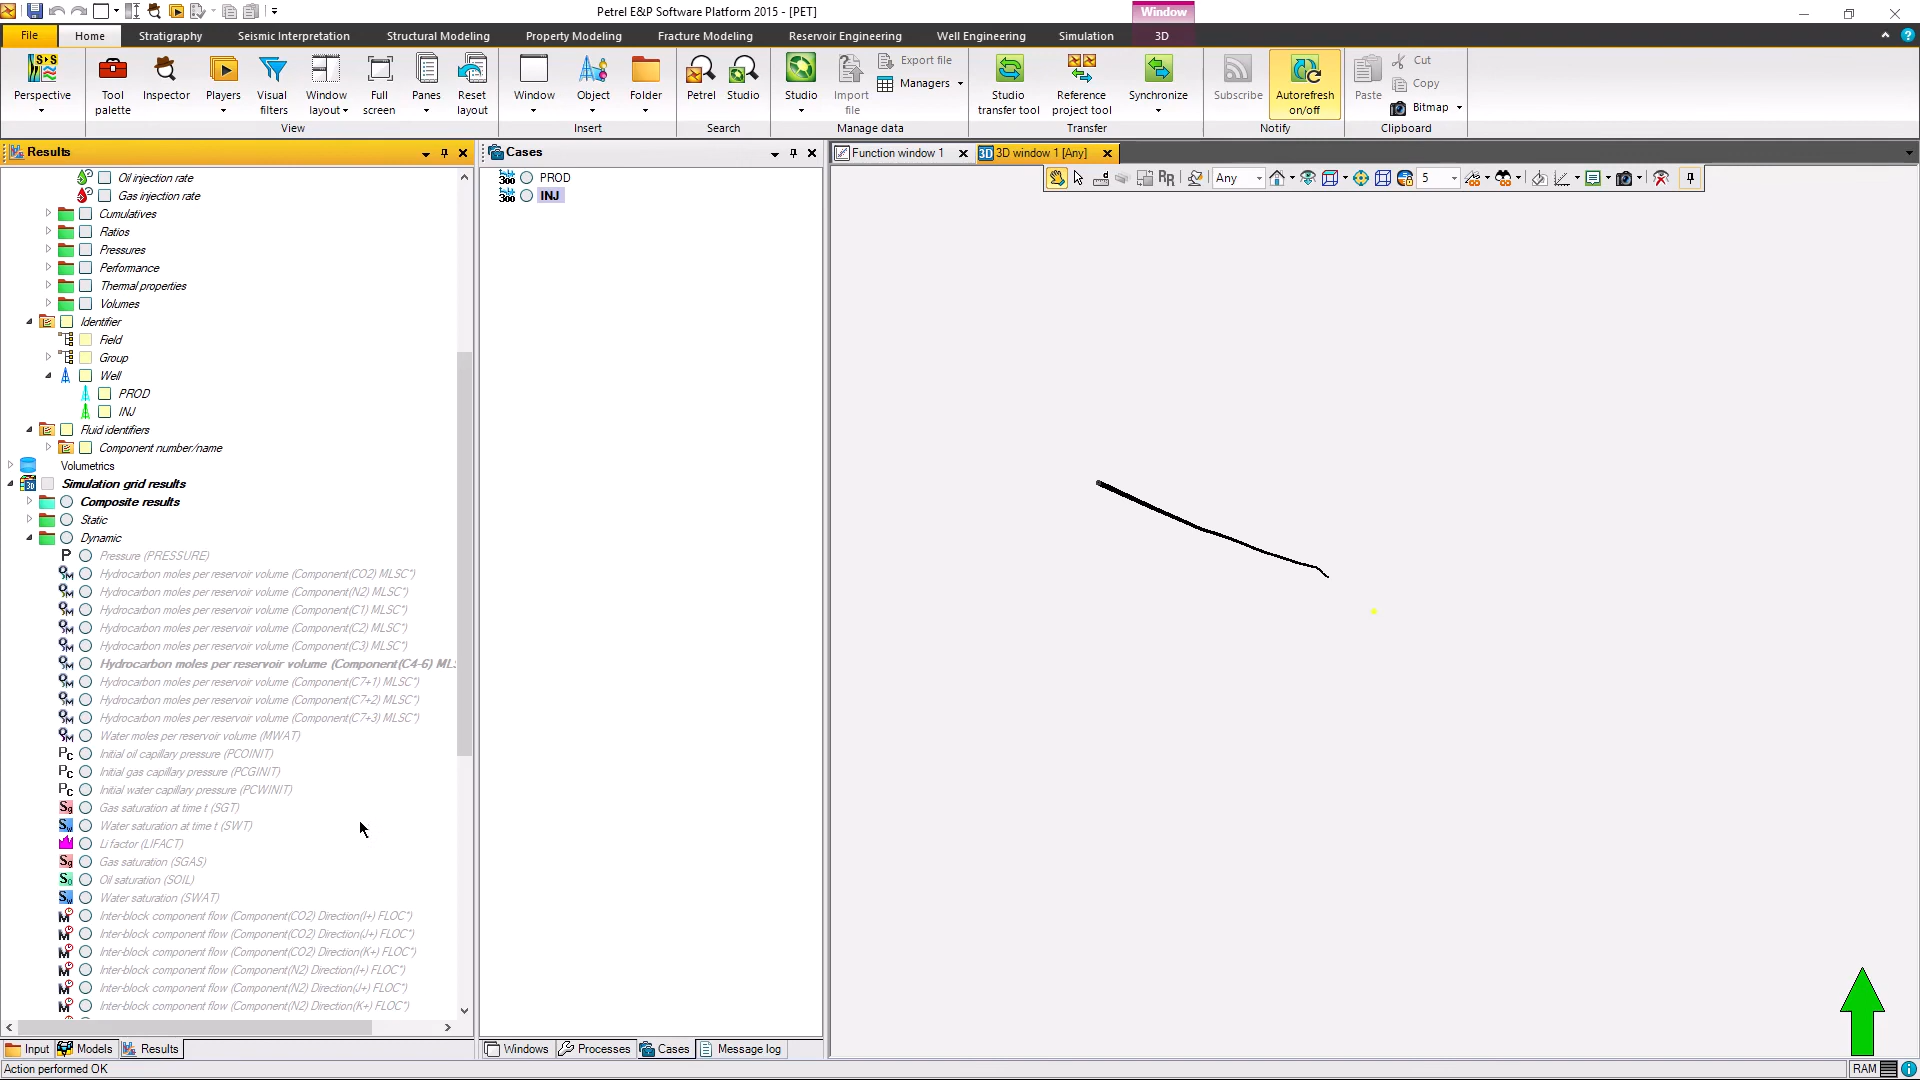 Petrel E&P Software Platform 2015 - [PET]
Window
File
Home
Stratigraphy
Seismic Interpretation
Structural Modeling
Property Modeling
Fracture Modeling
Reservoir Engineering
Well Engineering
Simulation
3D
Perspective
Tool palette
Inspector
Players
Visual filters
Window layout
Full screen
Panes
Reset layout
View
Window
Object
Folder
Insert
Petrel
Studio
Search
Studio
Import file
Export file
Managers
Manage data
Studio transfer tool
Reference project tool
Synchronize
Transfer
Subscribe
Autorefresh on/off
Notify
Paste
Cut
Copy
Bitmap
Clipboard
Results
Oil injection rate
Gas injection rate
Cumulatives
Ratios
Pressures
Performance
Thermal properties
Volumes
Identifier
Field
Group
Well
PROD
INJ
Fluid identifiers
Component number/name
Volumetrics
Simulation grid results
Composite results
Static
Dynamic
Pressure (PRESSURE)
Hydrocarbon moles per reservoir volume (Component(CO2) MLSC*)
Hydrocarbon moles per reservoir volume (Component(N2) MLSC*)
Hydrocarbon moles per reservoir volume (Component(C1) MLSC*)
Hydrocarbon moles per reservoir volume (Component(C2) MLSC*)
Hydrocarbon moles per reservoir volume (Component(C3) MLSC*)
Hydrocarbon moles per reservoir volume (Component(C4-6) MLS
Hydrocarbon moles per reservoir volume (Component(C7+1) MLSC*)
Hydrocarbon moles per reservoir volume (Component(C7+2) MLSC*)
Hydrocarbon moles per reservoir volume (Component(C7+3) MLSC*)
Water moles per reservoir volume (MWAT)
Initial oil capillary pressure (PCOINIT)
Initial gas capillary pressure (PCGINIT)
Initial water capillary pressure (PCWINIT)
Gas saturation at time t (SGT)
Water saturation at time t (SWT)
Li factor (LIFACT)
Gas saturation (SGAS)
Oil saturation (SOIL)
Water saturation (SWAT)
Inter-block component flow (Component(CO2) Direction(I+) FLOC*)
Inter-block component flow (Component(CO2) Direction(J+) FLOC*)
Inter-block component flow (Component(CO2) Direction(K+) FLOC*)
Inter-block component flow (Component(N2) Direction(I+) FLOC*)
Inter-block component flow (Component(N2) Direction(J+) FLOC*)
Inter-block component flow (Component(N2) Direction(K+) FLOC*)
Input
Models
Results
Cases
300 PROD
300 INJ
Windows
Processes
Cases
Message log
Function window 1
3D 3D window 1 [Any]
Any
5
Action performed OK
RAM